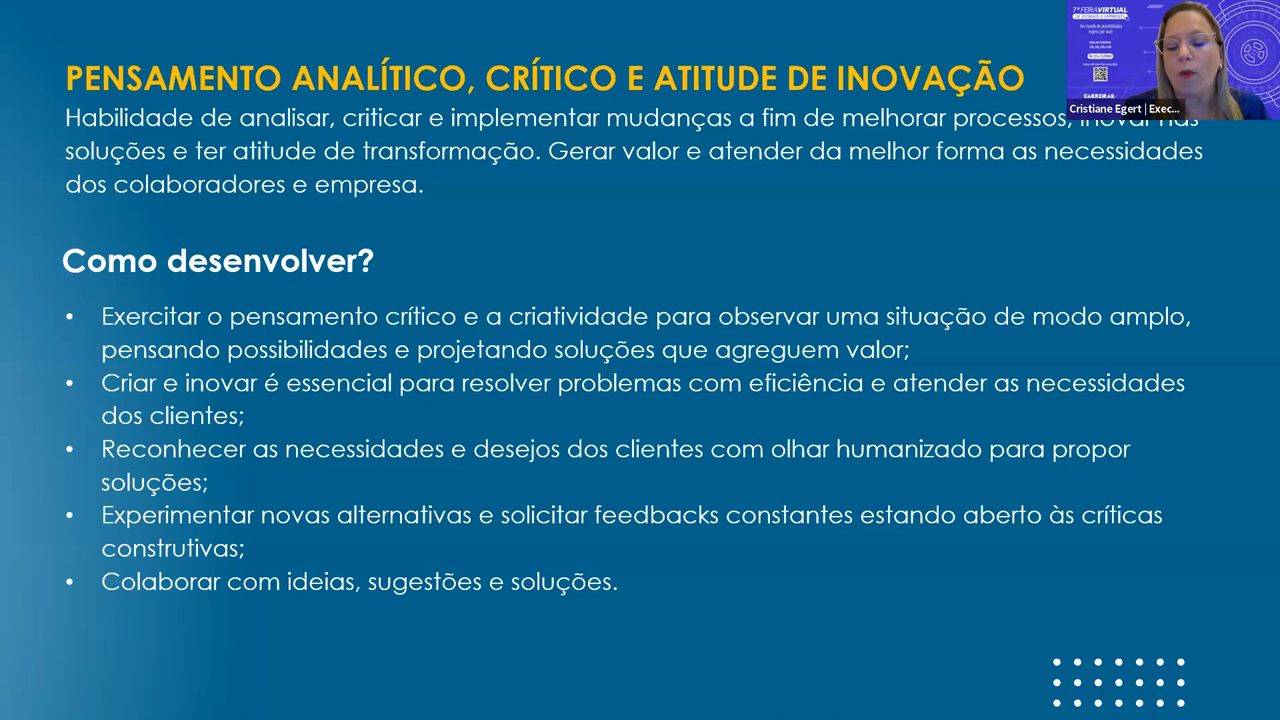 7ª FEIRA VIRTUAL
DE ESTÁGIOS E EMPREGOS
CARREIRAS
Cristiane Egert | Exec...
PENSAMENTO ANALÍTICO, CRÍTICO E ATITUDE DE INOVAÇÃO
Habilidade de analisar, criticar e implementar mudanças a fim de melhorar processos, inovar nas
soluções e ter atitude de transformação. Gerar valor e atender da melhor forma as necessidades
dos colaboradores e empresa.
Como desenvolver?
• Exercitar o pensamento crítico e a criatividade para observar uma situação de modo amplo,
pensando possibilidades e projetando soluções que agreguem valor;
• Criar e inovar é essencial para resolver problemas com eficiência e atender as necessidades
dos clientes;
• Reconhecer as necessidades e desejos dos clientes com olhar humanizado para propor
soluções;
• Experimentar novas alternativas e solicitar feedbacks constantes estando aberto às críticas
construtivas;
• Colaborar com ideias, sugestões e soluções.